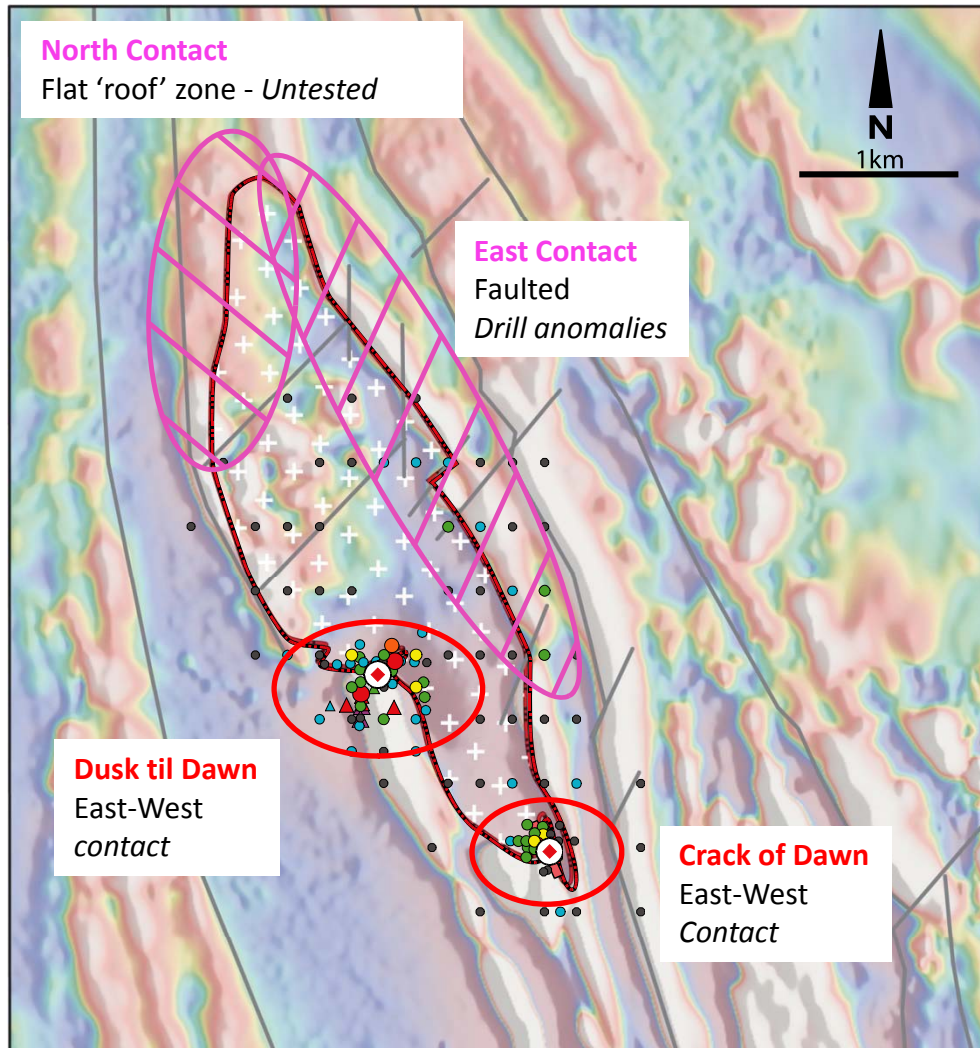 North Contact
Flat ‘roof’ zone - Untested
N
1km
East Contact
Faulted
Drill anomalies
Dusk til Dawn
East-West
contact
Crack of Dawn
East-West
Contact